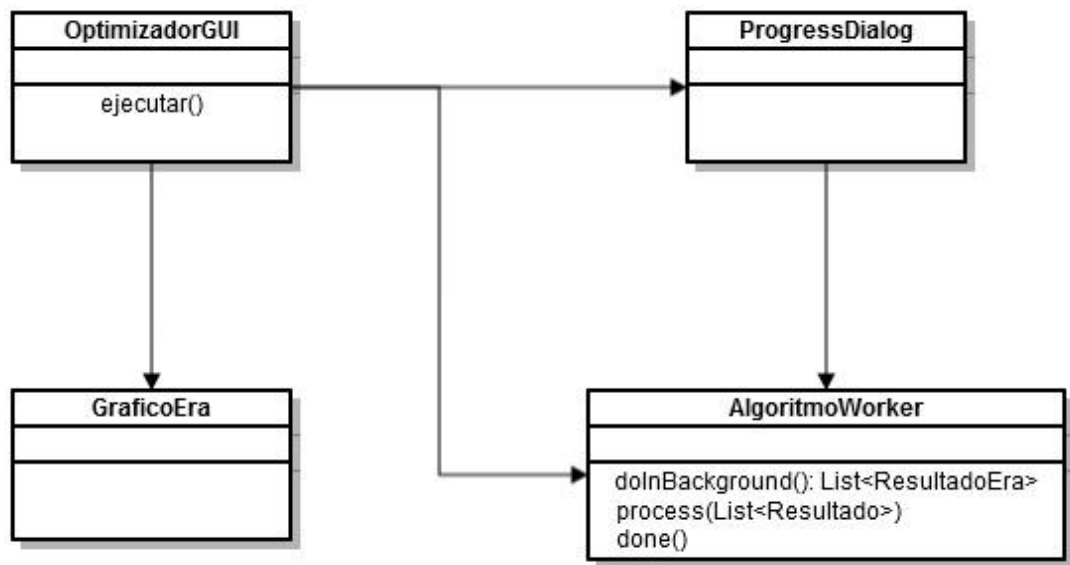 OptimizadorGUI
ejecutar()
ProgressDialog
GraficoEra
AlgoritmoWorker
doInBackground(): List<ResultadoEra>
process(List<Resultado>)
done()